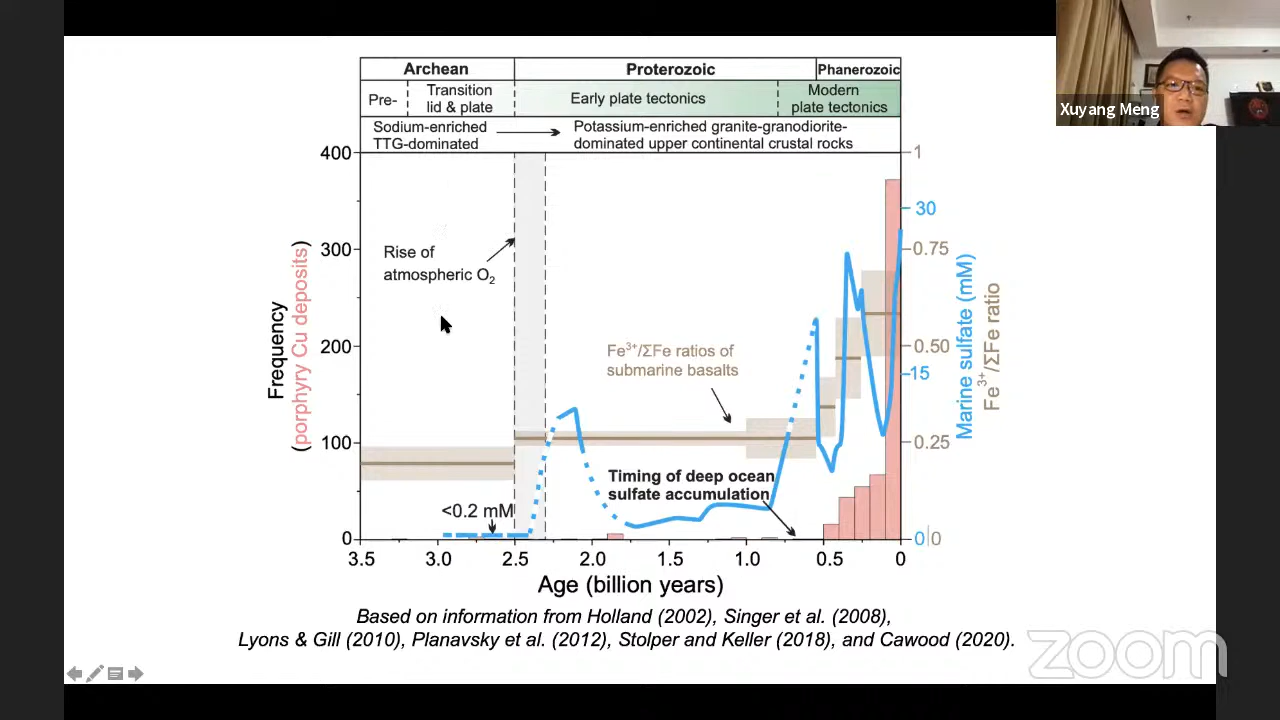 Archean
Proterozoic
Phanerozoic
Pre-
Transition
lid & plate
Early plate tectonics
Modern
plate tectonics
Sodium-enriched
TTG-dominated
Potassium-enriched granite-granodiorite-
dominated upper continental crustal rocks
Xuyang Meng
400
300
200
100
0
Frequency
(porphyry Cu deposits)
Rise of
atmospheric O₂
Fe³⁺/ΣFe ratios of
submarine basalts
Timing of deep ocean
sulfate accumulation
<0.2 mM
1
30
0.75
0.50
15
0.25
0
0
Marine sulfate (mM)
Fe³⁺/ΣFe ratio
3.5
3.0
2.5
2.0
1.5
1.0
0.5
0
Age (billion years)
Based on information from Holland (2002), Singer et al. (2008),
Lyons & Gill (2010), Planavsky et al. (2012), Stolper and Keller (2018), and Cawood (2020).
zoom